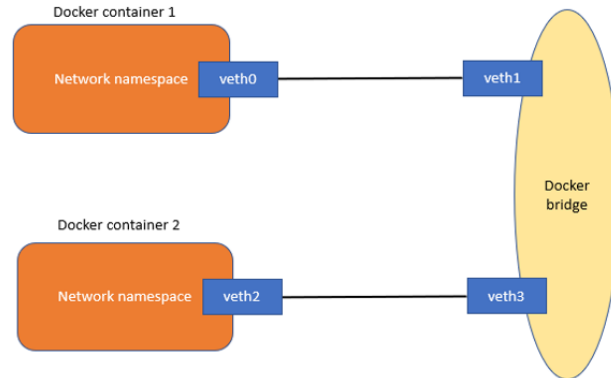 Docker container 1
Network namespace
veth0
veth1
Docker
bridge
Docker container 2
Network namespace
veth2
veth3